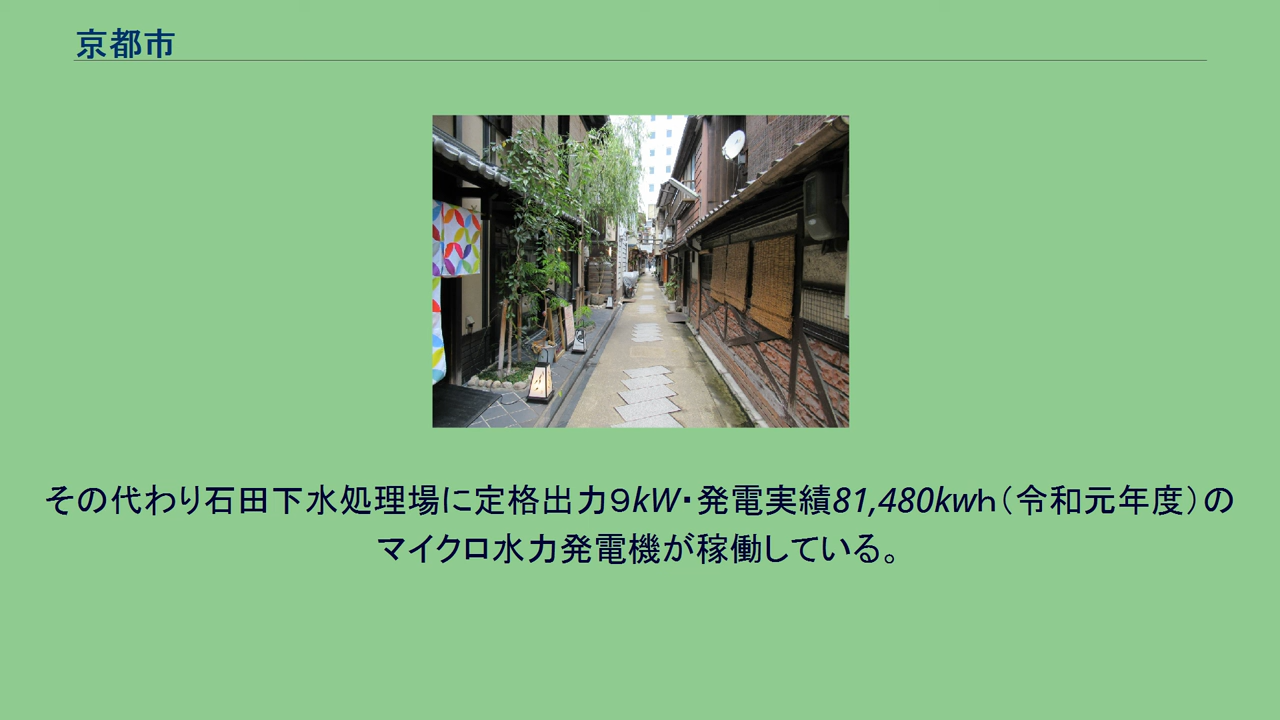 京都市
その代わり石田下水処理場に定格出力９kW・発電実績81,480kwｈ（令和元年度）の
マイクロ水力発電機が稼働している。